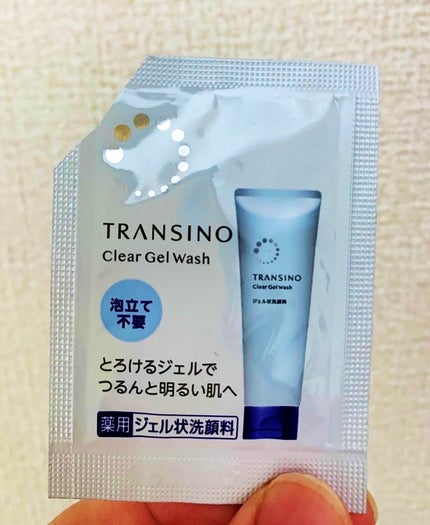 TRANSINO
Clear Gel Wash
泡立て
不要
とろけるジェルで
つるんと明るい肌へ
薬用 ジェル状洗顔料
TRANSINO
Clear Gel Wash
ジェル状洗顔料